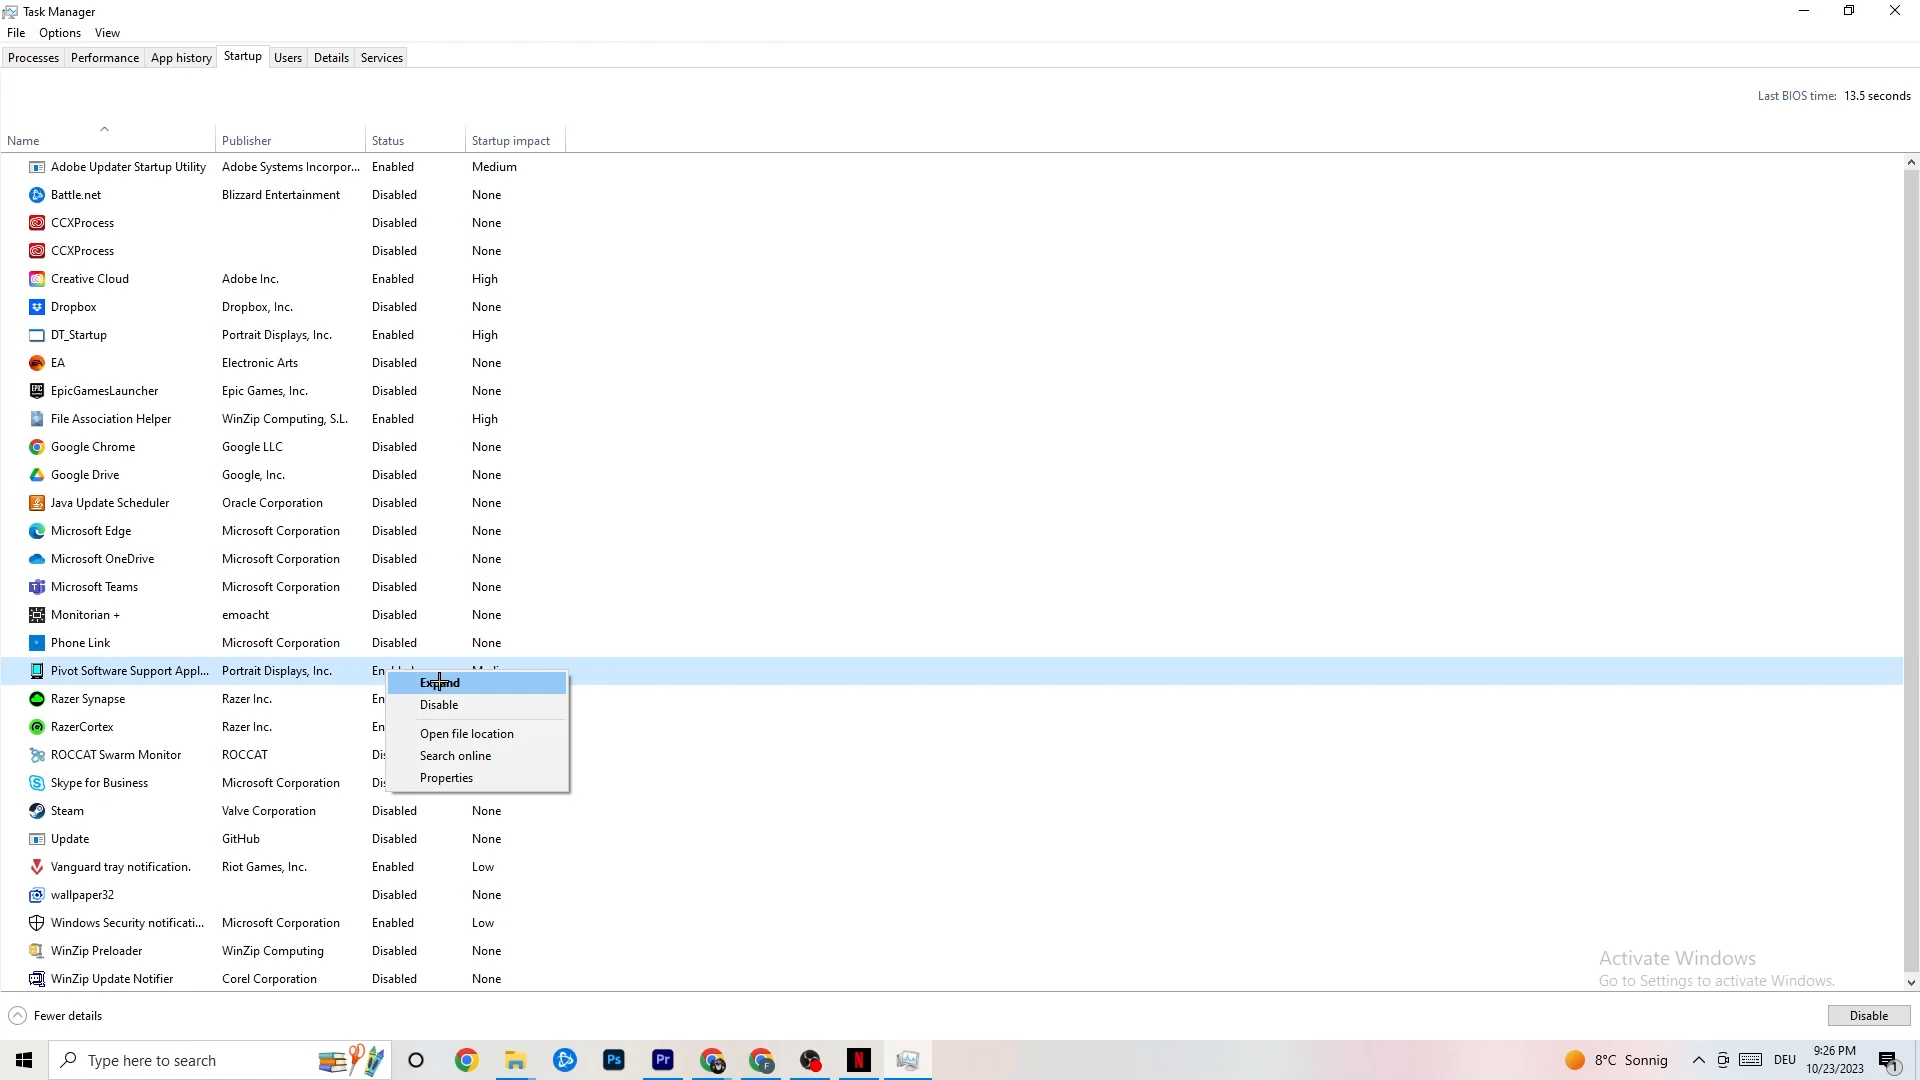 Task Manager
File Options View
Processes Performance App history Startup Users Details Services
Last BIOS time: 13.5 seconds
Name Publisher Status Startup impact
Adobe Updater Startup Utility Adobe Systems Incorpor... Enabled Medium
Battle.net Blizzard Entertainment Disabled None
CCXProcess Disabled None
CCXProcess Disabled None
Creative Cloud Adobe Inc. Enabled High
Dropbox Dropbox, Inc. Disabled None
DT_Startup Portrait Displays, Inc. Enabled High
EA Electronic Arts Disabled None
EpicGamesLauncher Epic Games, Inc. Disabled None
File Association Helper WinZip Computing, S.L. Enabled High
Google Chrome Google LLC Disabled None
Google Drive Google, Inc. Disabled None
Java Update Scheduler Oracle Corporation Disabled None
Microsoft Edge Microsoft Corporation Disabled None
Microsoft OneDrive Microsoft Corporation Disabled None
Microsoft Teams Microsoft Corporation Disabled None
Monitorian + emoacht Disabled None
Phone Link Microsoft Corporation Disabled None
Pivot Software Support Appl... Portrait Displays, Inc.
Expand
Razer Synapse Razer Inc. En
Disable
RazerCortex Razer Inc. En
Open file location
ROCCAT Swarm Monitor ROCCAT Dis
Search online
Skype for Business Microsoft Corporation Dis
Properties
Steam Valve Corporation Disabled None
Update GitHub Disabled None
Vanguard tray notification. Riot Games, Inc. Enabled Low
wallpaper32 Disabled None
Windows Security notificati... Microsoft Corporation Enabled Low
WinZip Preloader WinZip Computing Disabled None
WinZip Update Notifier Corel Corporation Disabled None
Activate Windows
Go to Settings to activate Windows.
Fewer details Disable
Type here to search Ps Pr F N 8°C Sonnig DEU 9:26 PM
10/23/2023 1